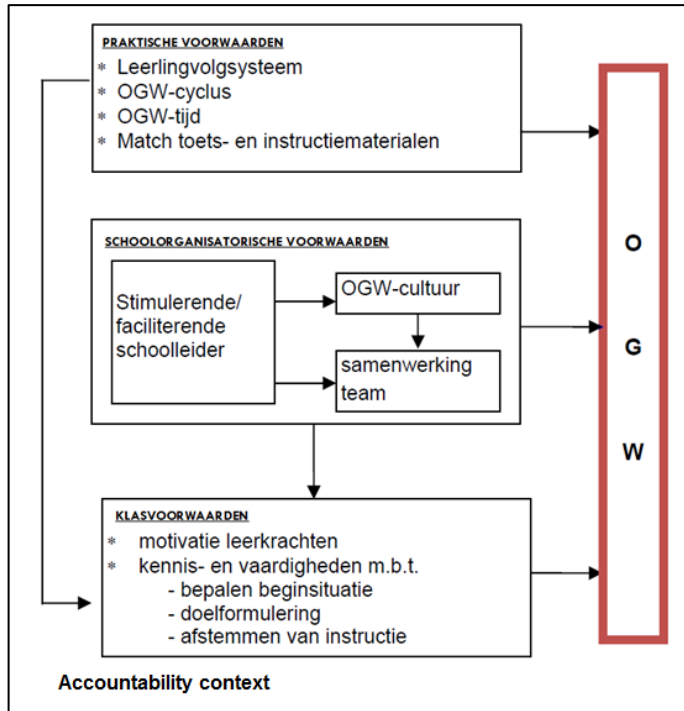 PRAKTISCHE VOORWAARDEN
* Leerlingvolgsysteem
* OGW-cyclus
* OGW-tijd
* Match toets- en instructiematerialen
SCHOOLORGANISATORISCHE VOORWAARDEN
Stimulerende/
faciliterende
schoolleider
OGW-cultuur
samenwerking
team
KLASVOORWAARDEN
* motivatie leerkrachten
* kennis- en vaardigheden m.b.t.
- bepalen beginsituatie
- doelformulering
- afstemmen van instructie
O
G
W
Accountability context